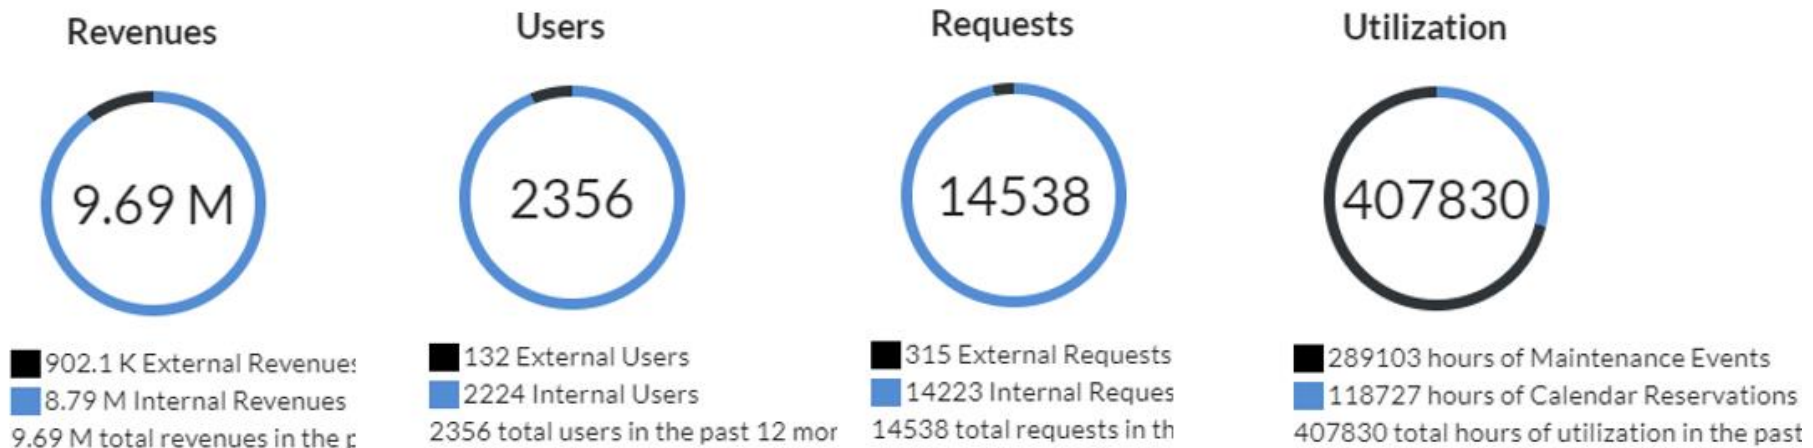 Revenues
9.69 M
902.1 K External Revenues
8.79 M Internal Revenues
9.69 M total revenues in the
Users
2356
132 External Users
2224 Internal Users
2356 total users in the past 12
Requests
14538
315 External Requests
14223 Internal
14538 total requests in
Utilization
407830
289103 hours of Maintenance Events
118727 hours of Calendar Reservations
407830 total hours of utilization in the past